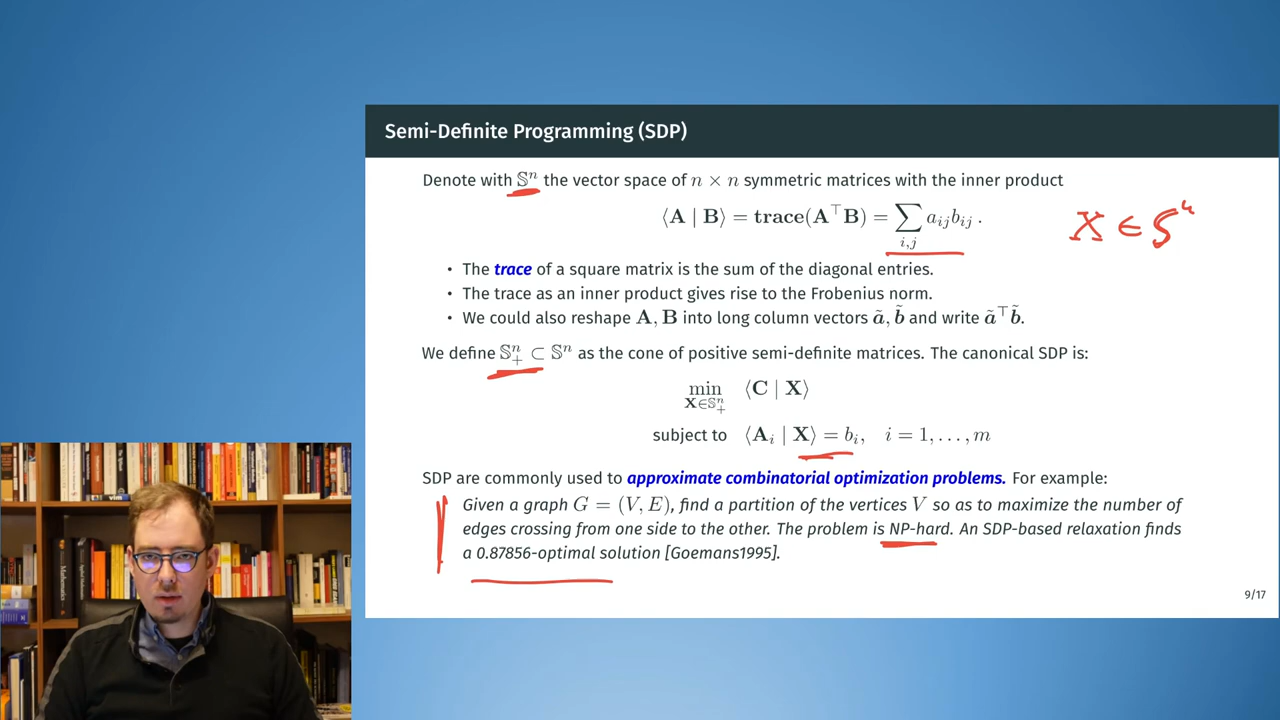 Semi-Definite Programming (SDP)
Denote with 𝕊ⁿ the vector space of n × n symmetric matrices with the inner product
⟨A | B⟩ = trace(A⊤B) = ∑_{i,j} a_{ij}b_{ij} .
X ∈ S
• The trace of a square matrix is the sum of the diagonal entries.
• The trace as an inner product gives rise to the Frobenius norm.
• We could also reshape A, B into long column vectors ã, b̃ and write ã⊤b̃.
We define 𝕊ⁿ₊ ⊂ 𝕊ⁿ as the cone of positive semi-definite matrices. The canonical SDP is:
min_{X∈𝕊ⁿ₊} ⟨C | X⟩
subject to ⟨A_i | X⟩ = b_i, i = 1, . . . , m
SDP are commonly used to approximate combinatorial optimization problems. For example:
Given a graph G = (V, E), find a partition of the vertices V so as to maximize the number of
edges crossing from one side to the other. The problem is NP-hard. An SDP-based relaxation finds
a 0.87856-optimal solution [Goemans1995].
9/17